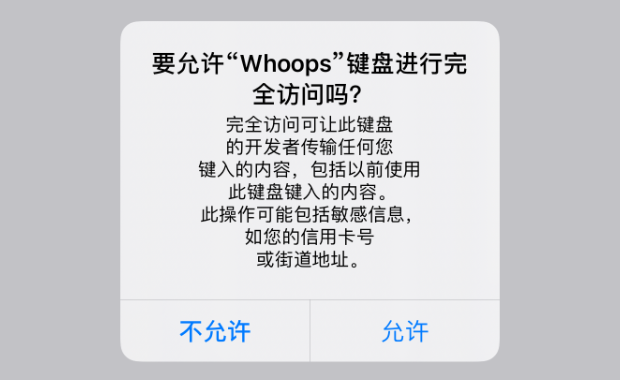 要允许“Whoops”键盘进行完
全访问吗？
完全访问可让此键盘
的开发者传输任何您
键入的内容，包括以前使用
此键盘键入的内容。
此操作可能包括敏感信息，
如您的信用卡号
或街道地址。
不允许
允许